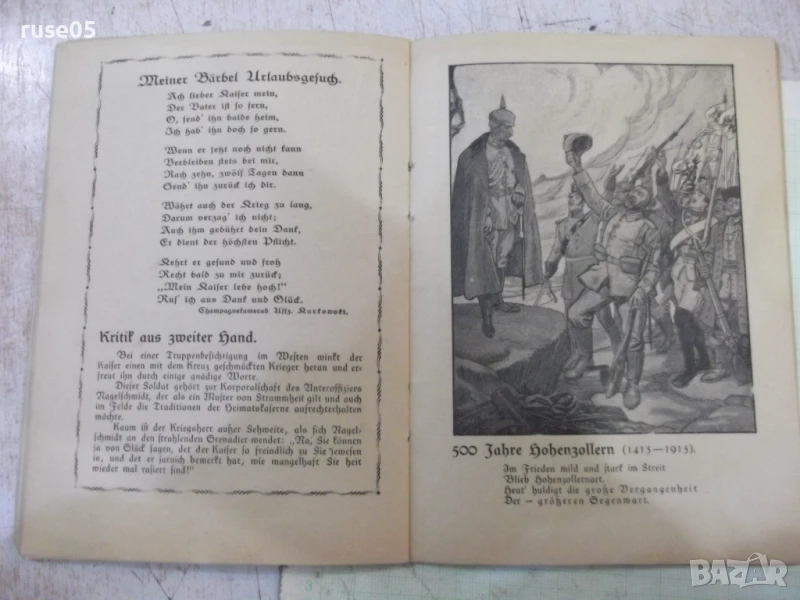 ruse05
Meiner Bärbel Urlaubsgesuch.
Ach lieber Kaiser mein,
Der Vater ist so fern,
O, send' ihn balde heim,
Ich hab' ihn doch so gern.
Wenn er jetzt noch nicht kann
Verbleiben stets bei mir,
Nach zehn, zwölf Tagen dann
Send' ihn zurück ich dir.
Währt auch der Krieg zu lang,
Darum verzag' ich nicht;
Auch ihm gebührt dein Dank,
Er dient der höchsten Pflicht.
Kehrt er gesund und froh
Recht bald zu mir zurück;
„Mein Kaiser lebe hoch!"
Ruf' ich aus Dank und Glück.
Champagnekamerad Uffz. Karkowski.
Kritik aus zweiter Hand.
Bei einer Truppenbesichtigung im Westen winkt der
Kaiser einen mit dem Kreuz geschmückten Krieger heran und er-
freut ihn durch einige gnädige Worte.
Dieser Soldat gehört zur Korporalschaft des Unteroffiziers
Nagelschmidt, der als ein Muster von Strammheit gilt und auch
im Felde die Traditionen der Heimatskaserne aufrechterhalten
möchte.
Kaum ist der Kriegsherr außer Sehweite, als sich Nagel-
schmidt an den strahlenden Grenadier wendet: „Na, Sie können
ja von Glück sagen, det der Kaiser so freindlich zu Sie jewesen
is, und det er jarnich bemerkt hat, wie mangelhaft Sie heit
wieder mal rasiert sind!"
500 Jahre Hohenzollern (1415—1915).
Im Frieden mild und stark im Streit
Blieb Hohenzollernart.
Heut' huldigt die große Vergangenheit
Der — größeren Gegenwart.
BAZAR